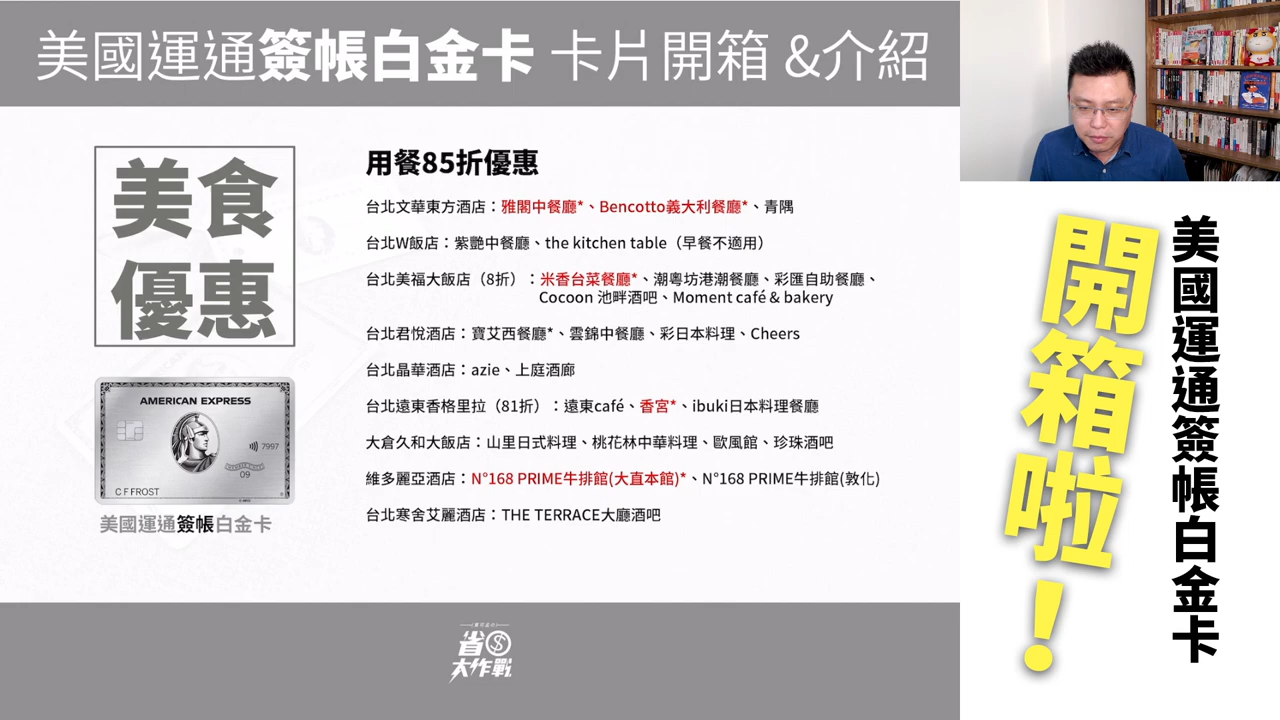 美國運通簽帳白金卡 卡片開箱 &介紹
美食
優惠
AMERICAN EXPRESS
7997
09
C F FROST
美國運通簽帳白金卡
用餐85折優惠
台北文華東方酒店：雅閣中餐廳*、Bencotto義大利餐廳*、青隅
台北W飯店：紫艷中餐廳、the kitchen table（早餐不適用）
台北美福大飯店（8折）：米香台菜餐廳*、潮粵坊港潮餐廳、彩匯自助餐廳、
Cocoon 池畔酒吧、Moment café & bakery
台北君悅酒店：寶艾西餐廳*、雲錦中餐廳、彩日本料理、Cheers
台北晶華酒店：azie、上庭酒廊
台北遠東香格里拉（81折）：遠東café、香宮*、ibuki日本料理餐廳
大倉久和大飯店：山里日式料理、桃花林中華料理、歐風館、珍珠酒吧
維多麗亞酒店：N°168 PRIME牛排館(大直本館)*、N°168 PRIME牛排館(敦化)
台北寒舍艾麗酒店：THE TERRACE大廳酒吧
省$
大作戰
美國運通簽帳白金卡
開箱啦！